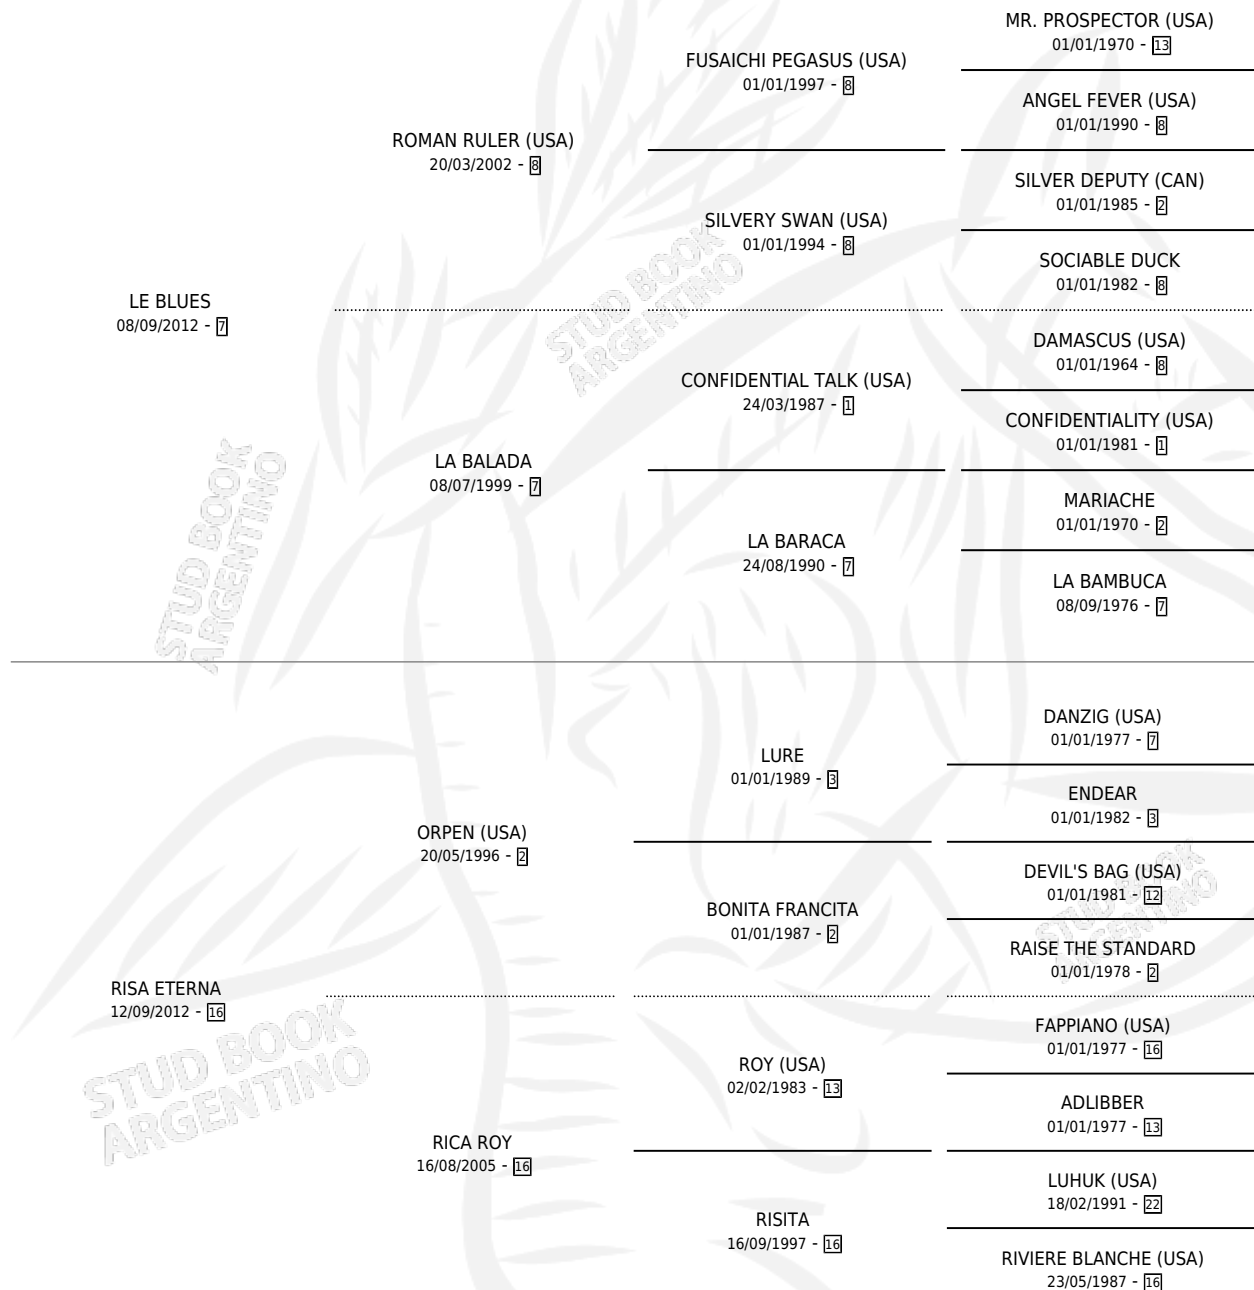 MR. PROSPECTOR (USA)
01/01/1970 - 13
FUSAICHI PEGASUS (USA)
01/01/1997 - 8
ANGEL FEVER (USA)
01/01/1990 - 8
ROMAN RULER (USA)
20/03/2002 - 8
SILVER DEPUTY (CAN)
01/01/1985 - 2
SILVERY SWAN (USA)
01/01/1994 - 8
SOCIABLE DUCK
01/01/1982 - 8
LE BLUES
08/09/2012 - 7
DAMASCUS (USA)
01/01/1964 - 8
CONFIDENTIAL TALK (USA)
24/03/1987 - 1
CONFIDENTIALITY (USA)
01/01/1981 - 1
LA BALADA
08/07/1999 - 7
MARIACHE
01/01/1970 - 2
LA BARACA
24/08/1990 - 7
LA BAMBUCA
08/09/1976 - 7
STUD BOOK
ARGENTINO
STUD BOOK
ARGENTINO
DANZIG (USA)
01/01/1977 - 7
LURE
01/01/1989 - 3
ENDEAR
01/01/1982 - 3
ORPEN (USA)
20/05/1996 - 2
DEVIL'S BAG (USA)
01/01/1981 - 12
BONITA FRANCITA
01/01/1987 - 2
RAISE THE STANDARD
01/01/1978 - 2
RISA ETERNA
12/09/2012 - 16
FAPPIANO (USA)
01/01/1977 - 16
ROY (USA)
02/02/1983 - 13
ADLIBBER
01/01/1977 - 13
RICA ROY
16/08/2005 - 16
LUHUK (USA)
18/02/1991 - 22
RISITA
16/09/1997 - 16
RIVIERE BLANCHE (USA)
23/05/1987 - 16
STUD BOOK
ARGENTINO
STUD BOOK
ARGENTINO